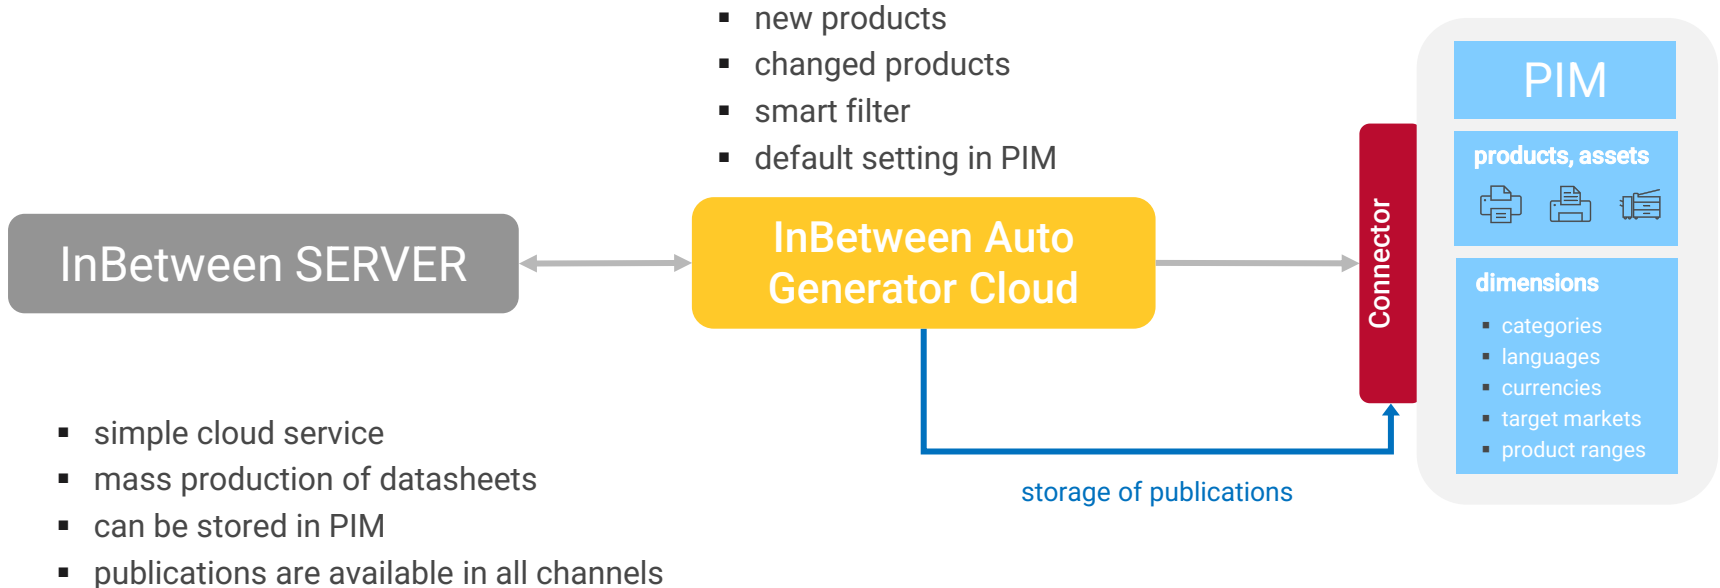 new products
changed products
smart filter
default setting in PIM
InBetween SERVER
InBetween Auto
Generator Cloud
Connector
PIM
products, assets
dimensions
categories
languages
currencies
target markets
product ranges
storage of publications
simple cloud service
mass production of datasheets
can be stored in PIM
publications are available in all channels